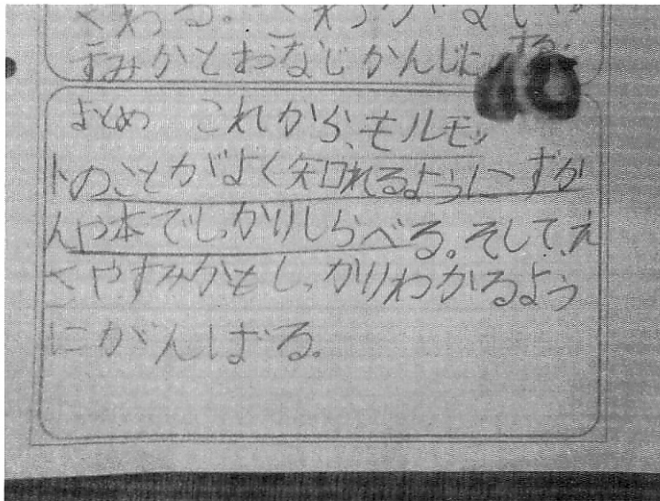 すみかとおなじかんじに
40
まとめ これから、モルモッ
トのことがよく知れるようにずか
んや本でしっかりしらべる。そして、え
さやすみかもしっかりわかるよう
にがんばる。